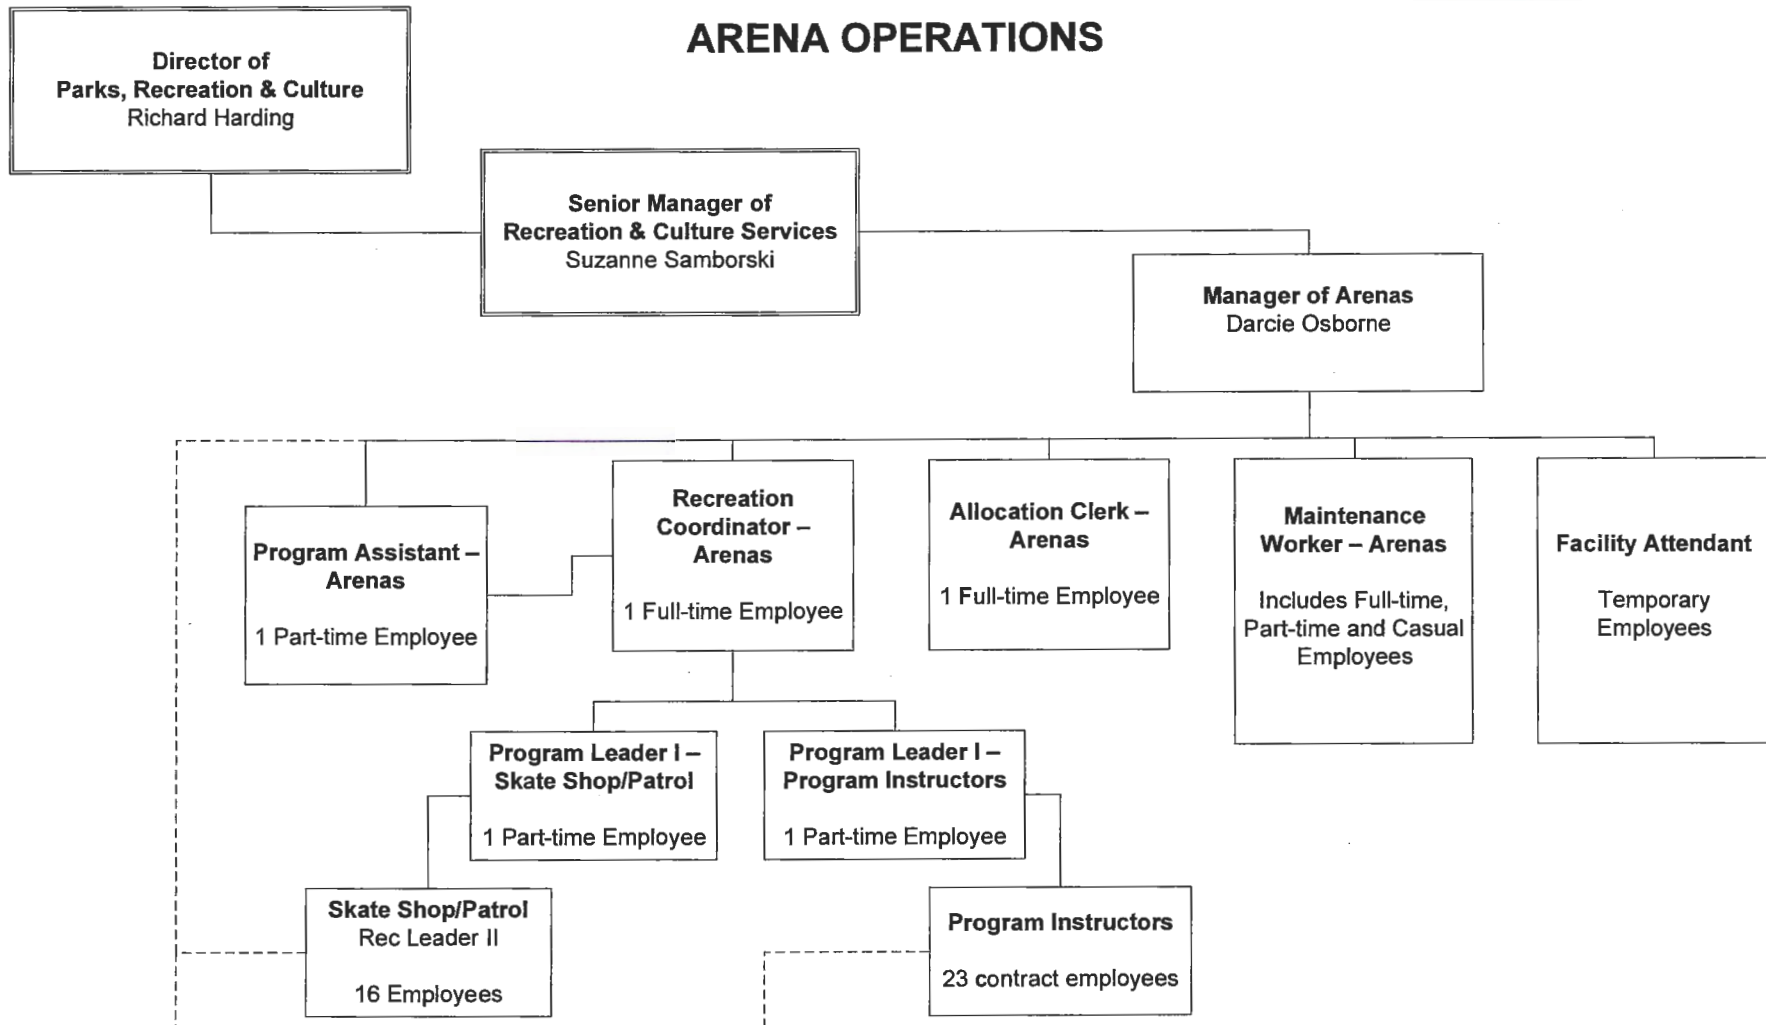 ARENA OPERATIONS
Director of
Parks, Recreation & Culture
Richard Harding
Senior Manager of
Recreation & Culture Services
Suzanne Samborski
Manager of Arenas
Darcie Osborne
Program Assistant –
Arenas
1 Part-time Employee
Recreation
Coordinator –
Arenas
1 Full-time Employee
Allocation Clerk –
Arenas
1 Full-time Employee
Maintenance
Worker – Arenas
Includes Full-time,
Part-time and Casual
Employees
Facility Attendant
Temporary
Employees
Program Leader I –
Skate Shop/Patrol
1 Part-time Employee
Program Leader I –
Program Instructors
1 Part-time Employee
Skate Shop/Patrol
Rec Leader II
16 Employees
Program Instructors
23 contract employees